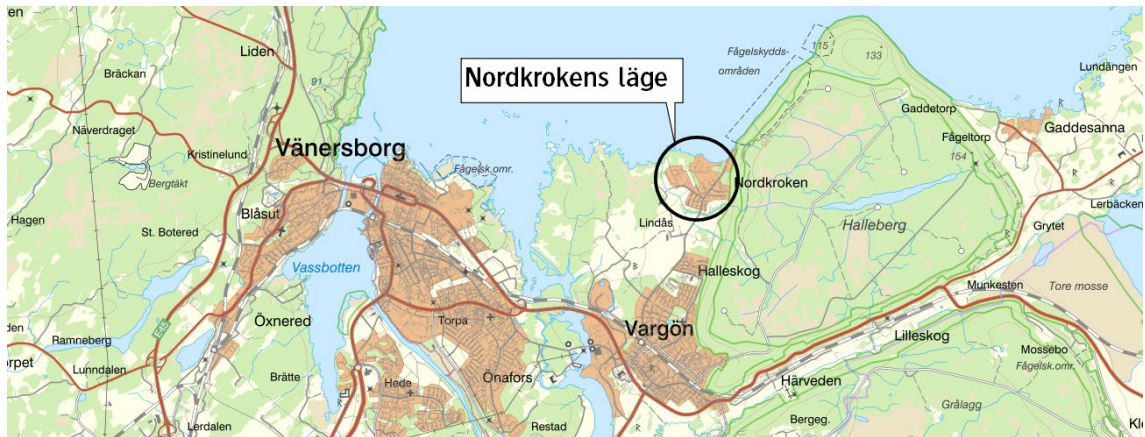 Liden
Bräckan
Näverdraget
Kristinelund
Bergtäkt
Hagen
Blåsut
St. Botered
Vänersborg
91
Fågelsk.omr.
Vassbotten
Öxnered
E45
Ramneberg
Lunndalen
Brätte
Lerdalen
Hede
Torpa
Onafors
Restad
Nordkrokens läge
Nordkroken
Lindås
Halleskog
Vargön
Fågelskydds-
områden
115
133
Gaddetorp
Fågeltorp
154
Halleberg
Lundängen
Gaddesanna
Lerbäcken
Grytet
Munkesten
Tore mosse
Lilleskog
Mossebo
Fågelsk.omr.
Härveden
Grålagg
Bergeg.